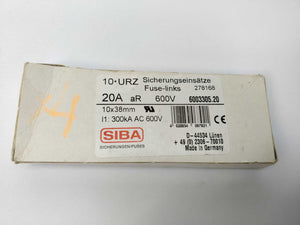 10·URZ Sicherungseinsätze
Fuse-links 278168
20A aR 600V 6003305.20
10x38mm
I1: 300kA AC 600V
SIBA
SICHERUNGEN/FUSES
D-44534 Lünen
+ 49 (0) 2306-70010
Made in Germany
4